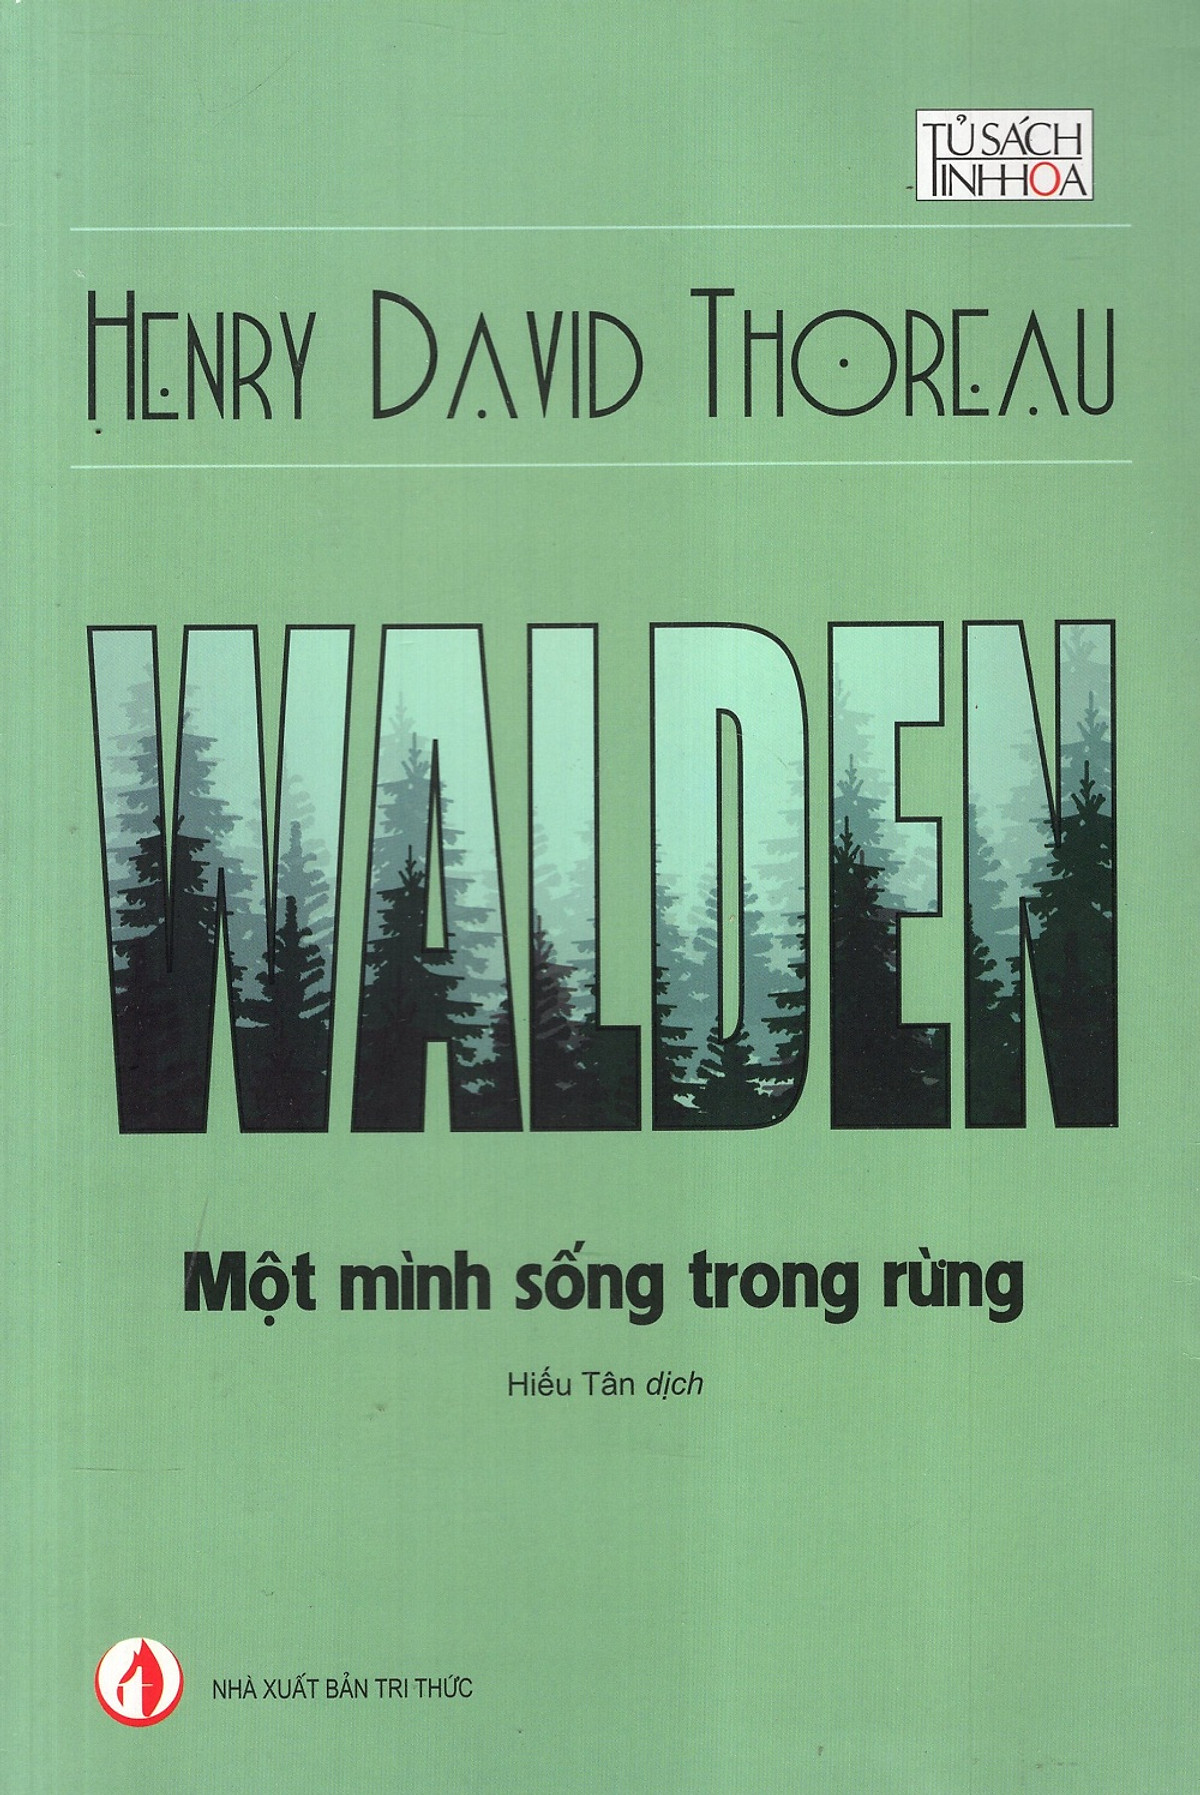 TỦ SÁCH
TINH HOA
HENRY DAVID THOREAU
WALDEN
Một mình sống trong rừng
Hiếu Tân dịch
NHÀ XUẤT BẢN TRI THỨC